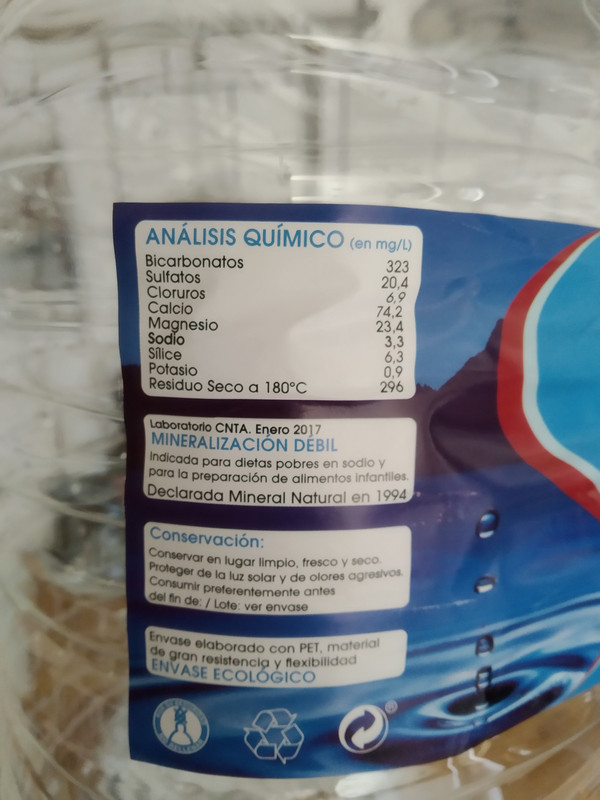 ANÁLISIS QUÍMICO (en mg/L)
Bicarbonatos 323
Sulfatos 20,4
Cloruros 6,9
Calcio 74,2
Magnesio 23,4
Sodio 3,3
Sílice 6,3
Potasio 0,9
Residuo Seco a 180°C 296
Laboratorio CNTA. Enero 2017
MINERALIZACIÓN DÉBIL
Indicada para dietas pobres en sodio y
para la preparación de alimentos infantiles.
Declarada Mineral Natural en 1994
Conservación:
Conservar en lugar limpio, fresco y seco.
Proteger de la luz solar y de olores agresivos.
Consumir preferentemente antes
del fin de: / Lote: ver envase
Envase elaborado con PET, material
de gran resistencia y flexibilidad
ENVASE ECOLÓGICO
®